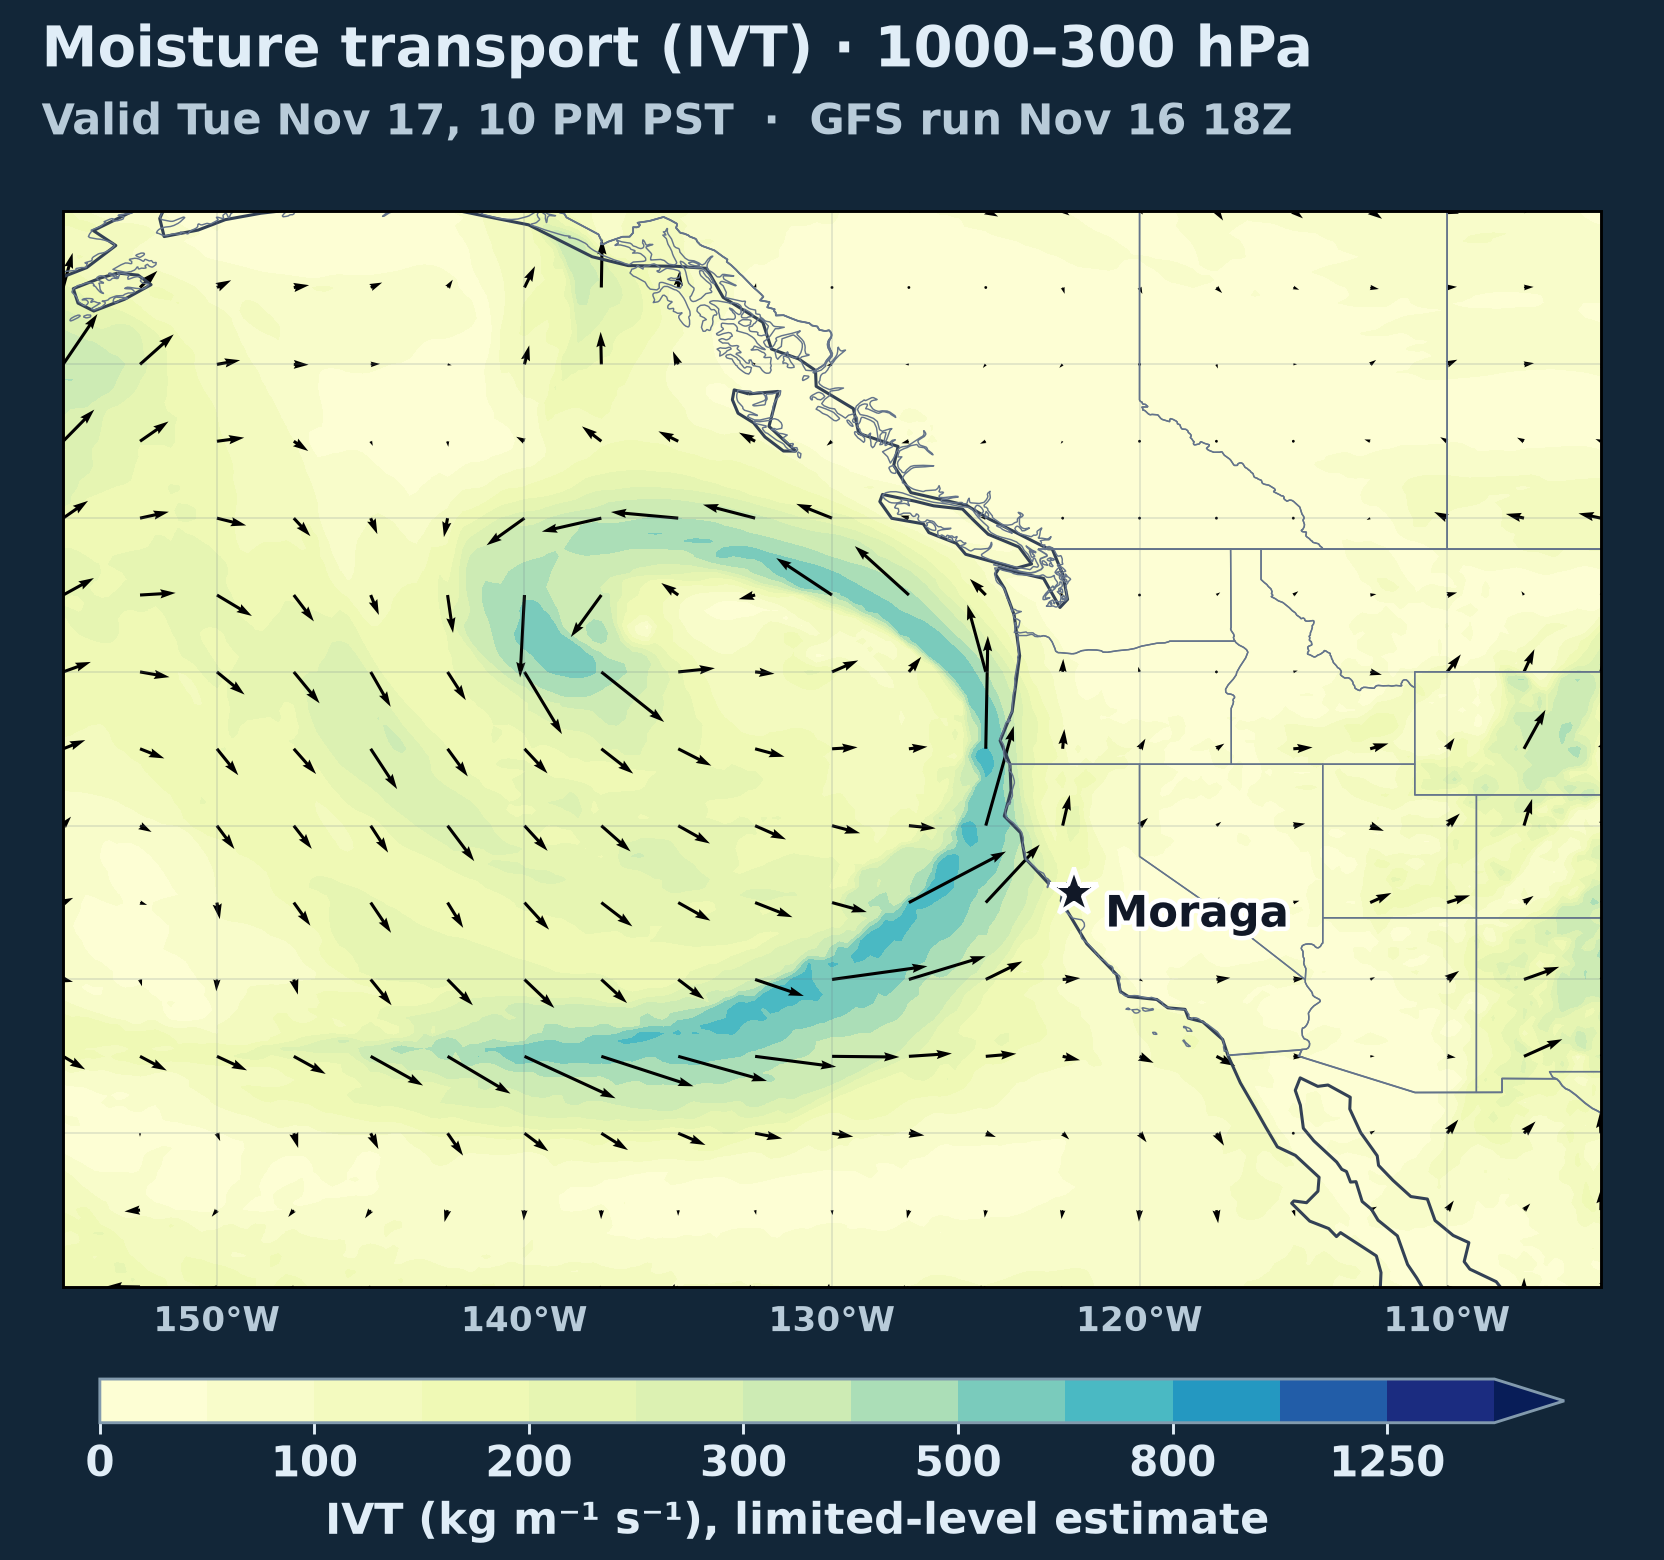 Moisture transport (IVT) · 1000–300 hPa
Valid Tue Nov 17, 10 PM PST · GFS run Nov 16 18Z
Moraga
150°W 140°W 130°W 120°W 110°W
0 100 200 300 500 800 1250
IVT (kg m⁻¹ s⁻¹), limited-level estimate